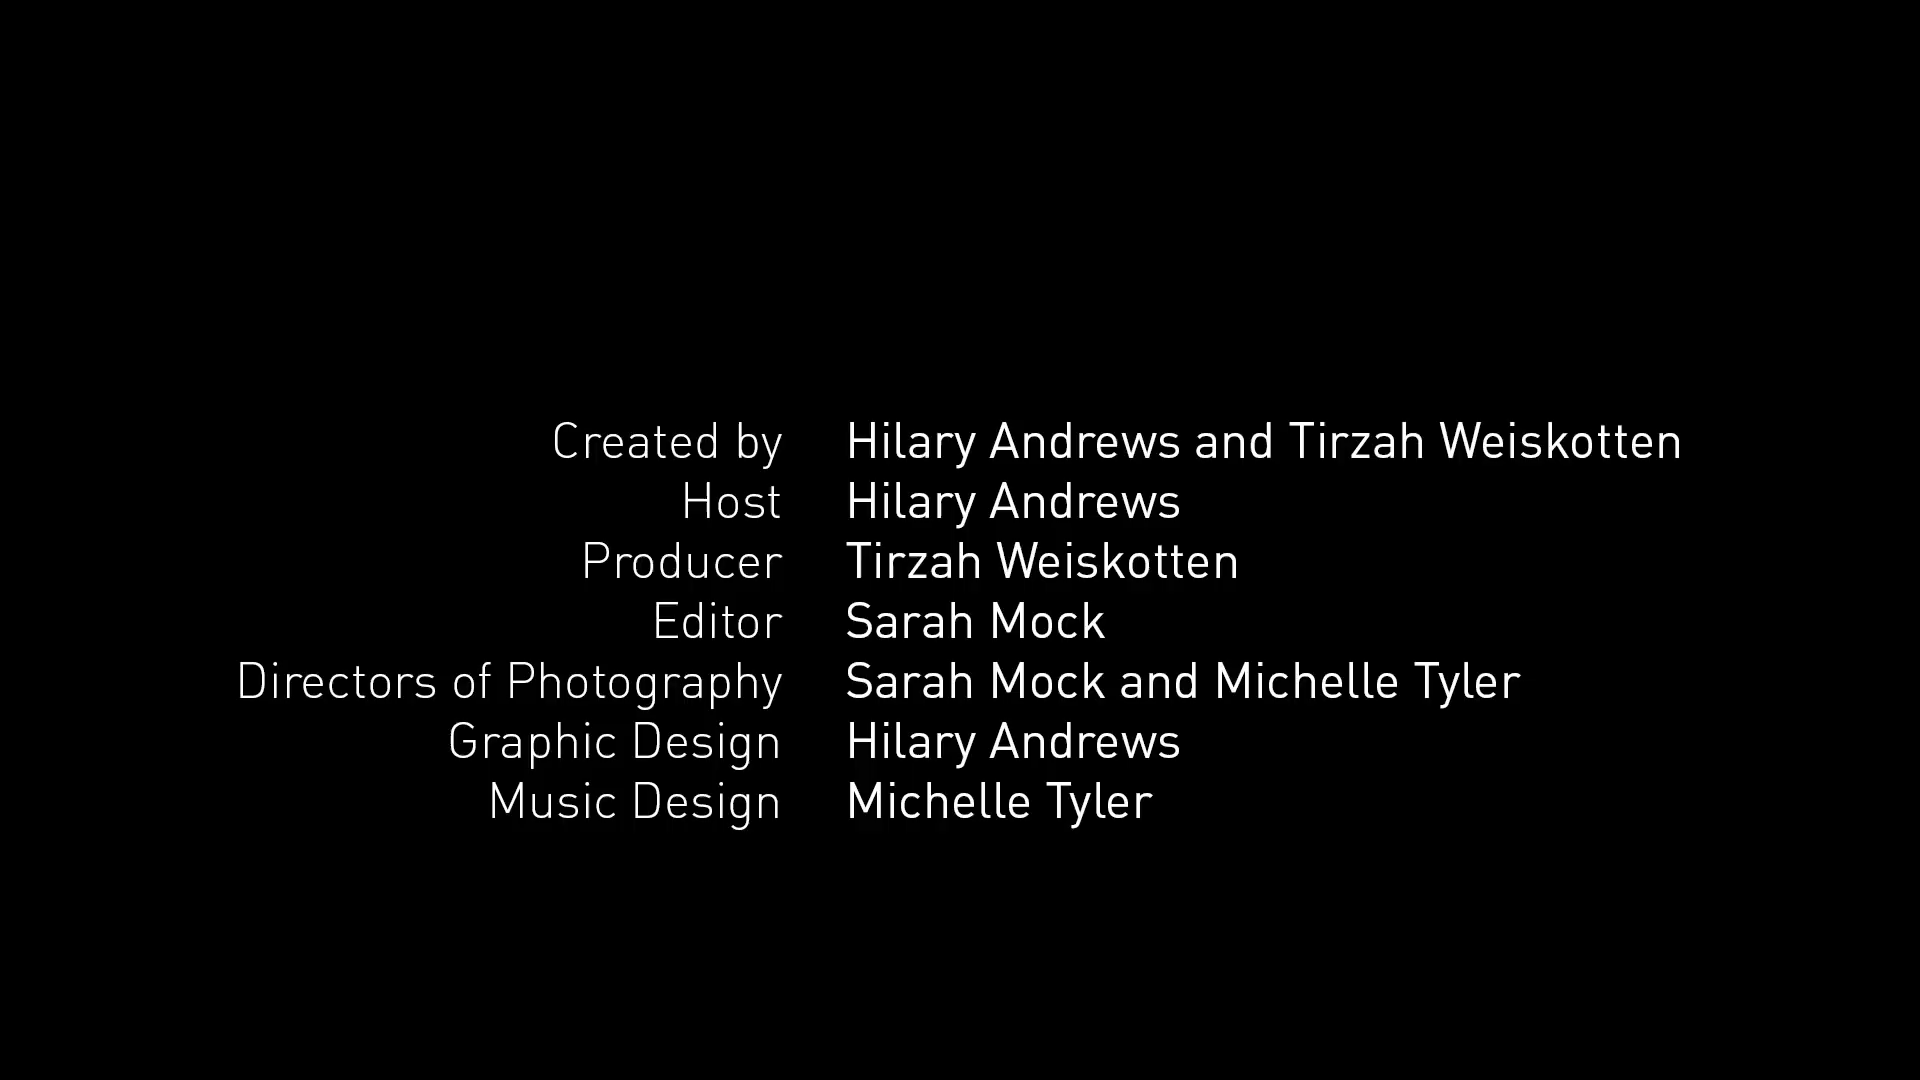 Created by Hilary Andrews and Tirzah Weiskotten
Host Hilary Andrews
Producer Tirzah Weiskotten
Editor Sarah Mock
Directors of Photography Sarah Mock and Michelle Tyler
Graphic Design Hilary Andrews
Music Design Michelle Tyler